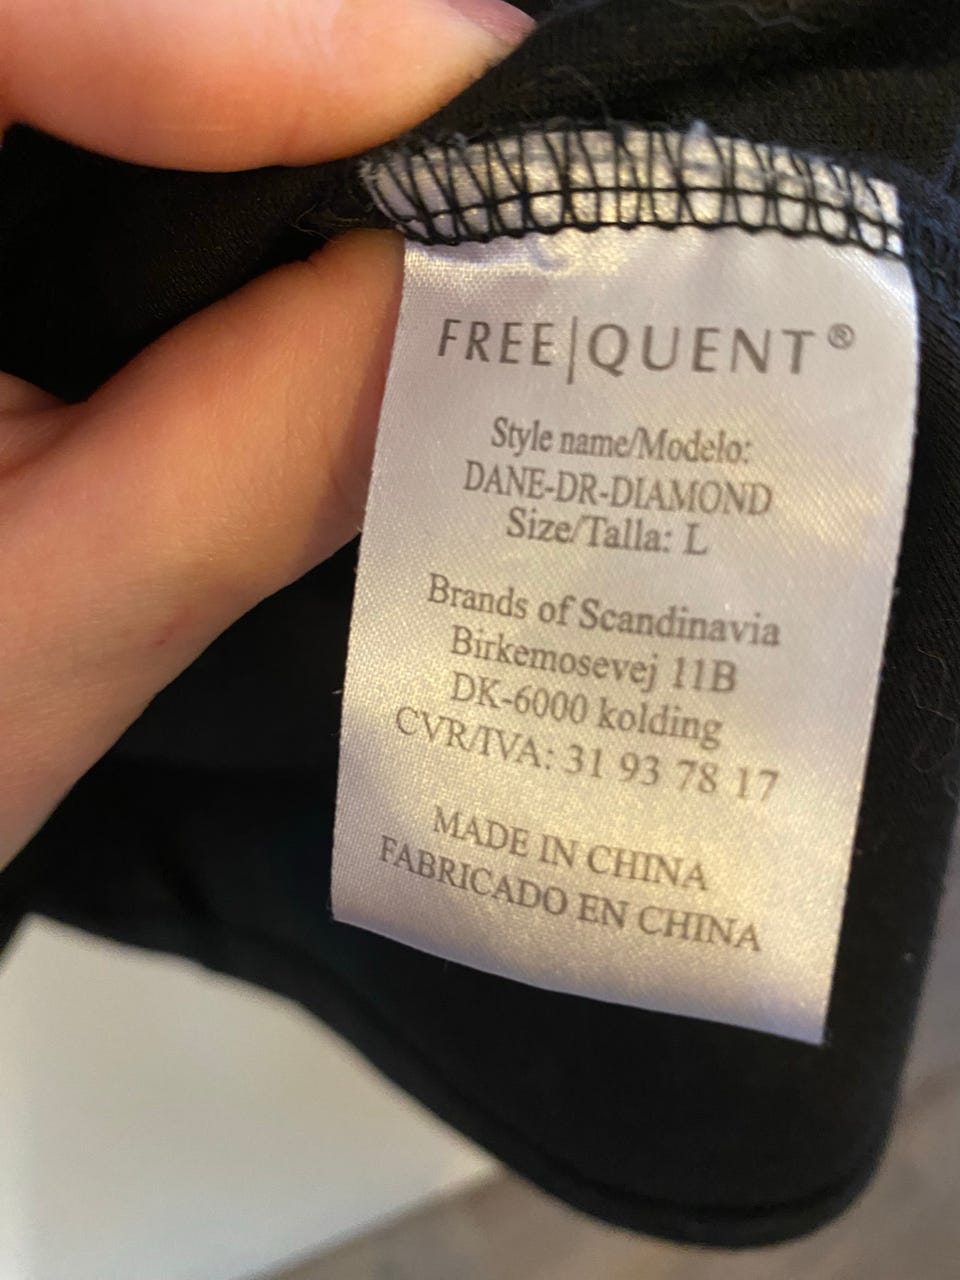 FREE|QUENT®
Style name/Modelo:
DANE-DR-DIAMOND
Size/Talla: L
Brands of Scandinavia
Birkemosevej 11B
DK-6000 kolding
CVR/IVA: 31 93 78 17
MADE IN CHINA
FABRICADO EN CHINA